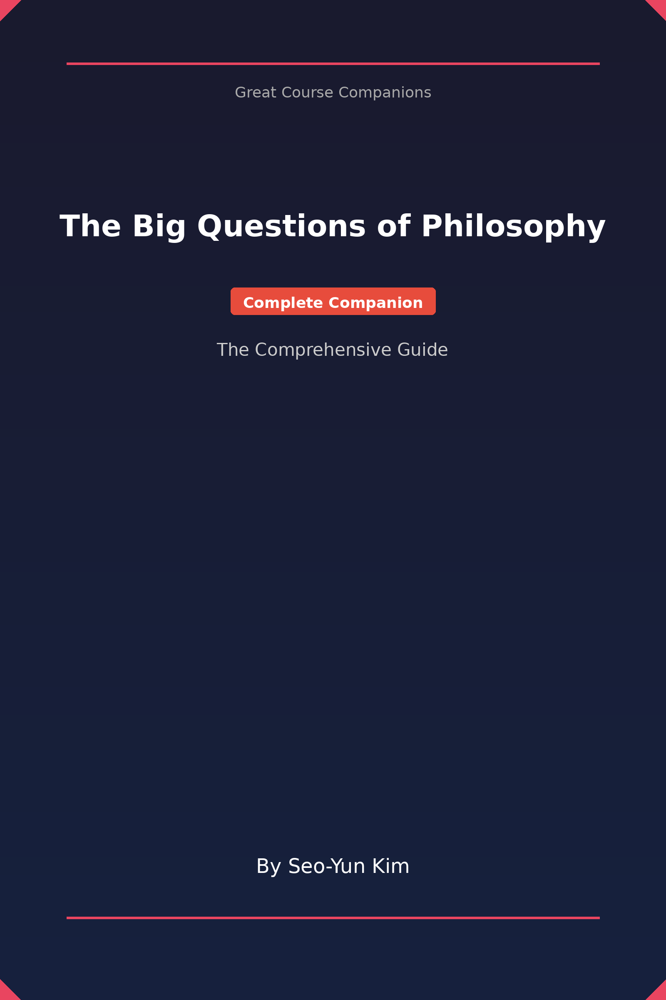 Great Course Companions
The Big Questions of Philosophy
Complete Companion
The Comprehensive Guide
By Seo-Yun Kim